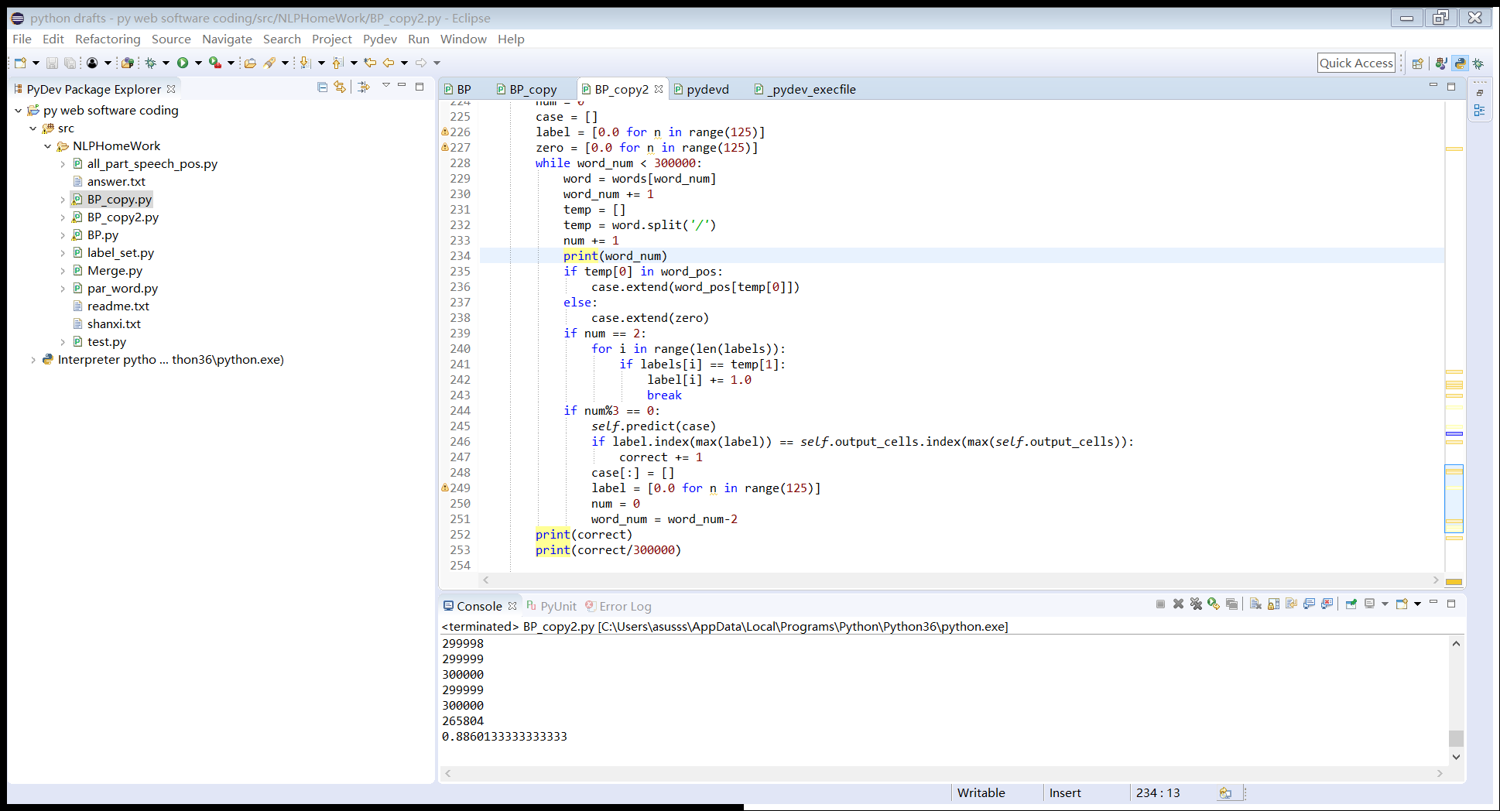 python drafts - py web software coding/src/NLPHomeWork/BP_copy2.py - Eclipse
File Edit Refactoring Source Navigate Search Project Pydev Run Window Help
Quick Access
PyDev Package Explorer
py web software coding
src
NLPHomeWork
all_part_speech_pos.py
answer.txt
BP_copy.py
BP_copy2.py
BP.py
label_set.py
Merge.py
par_word.py
readme.txt
shanxi.txt
test.py
Interpreter pytho ... thon36\python.exe)
BP BP_copy BP_copy2 pydevd _pydev_execfile
224 num = 0
225 case = []
226 label = [0.0 for n in range(125)]
227 zero = [0.0 for n in range(125)]
228 while word_num < 300000:
229 word = words[word_num]
230 word_num += 1
231 temp = []
232 temp = word.split('/')
233 num += 1
234 print(word_num)
235 if temp[0] in word_pos:
236 case.extend(word_pos[temp[0]])
237 else:
238 case.extend(zero)
239 if num == 2:
240 for i in range(len(labels)):
241 if labels[i] == temp[1]:
242 label[i] += 1.0
243 break
244 if num%3 == 0:
245 self.predict(case)
246 if label.index(max(label)) == self.output_cells.index(max(self.output_cells)):
247 correct += 1
248 case[:] = []
249 label = [0.0 for n in range(125)]
250 num = 0
251 word_num = word_num-2
252 print(correct)
253 print(correct/300000)
254
Console PyUnit Error Log
<terminated> BP_copy2.py [C:\Users\asusss\AppData\Local\Programs\Python\Python36\python.exe]
299998
299999
300000
299999
300000
265804
0.8860133333333333
Writable Insert 234 : 13